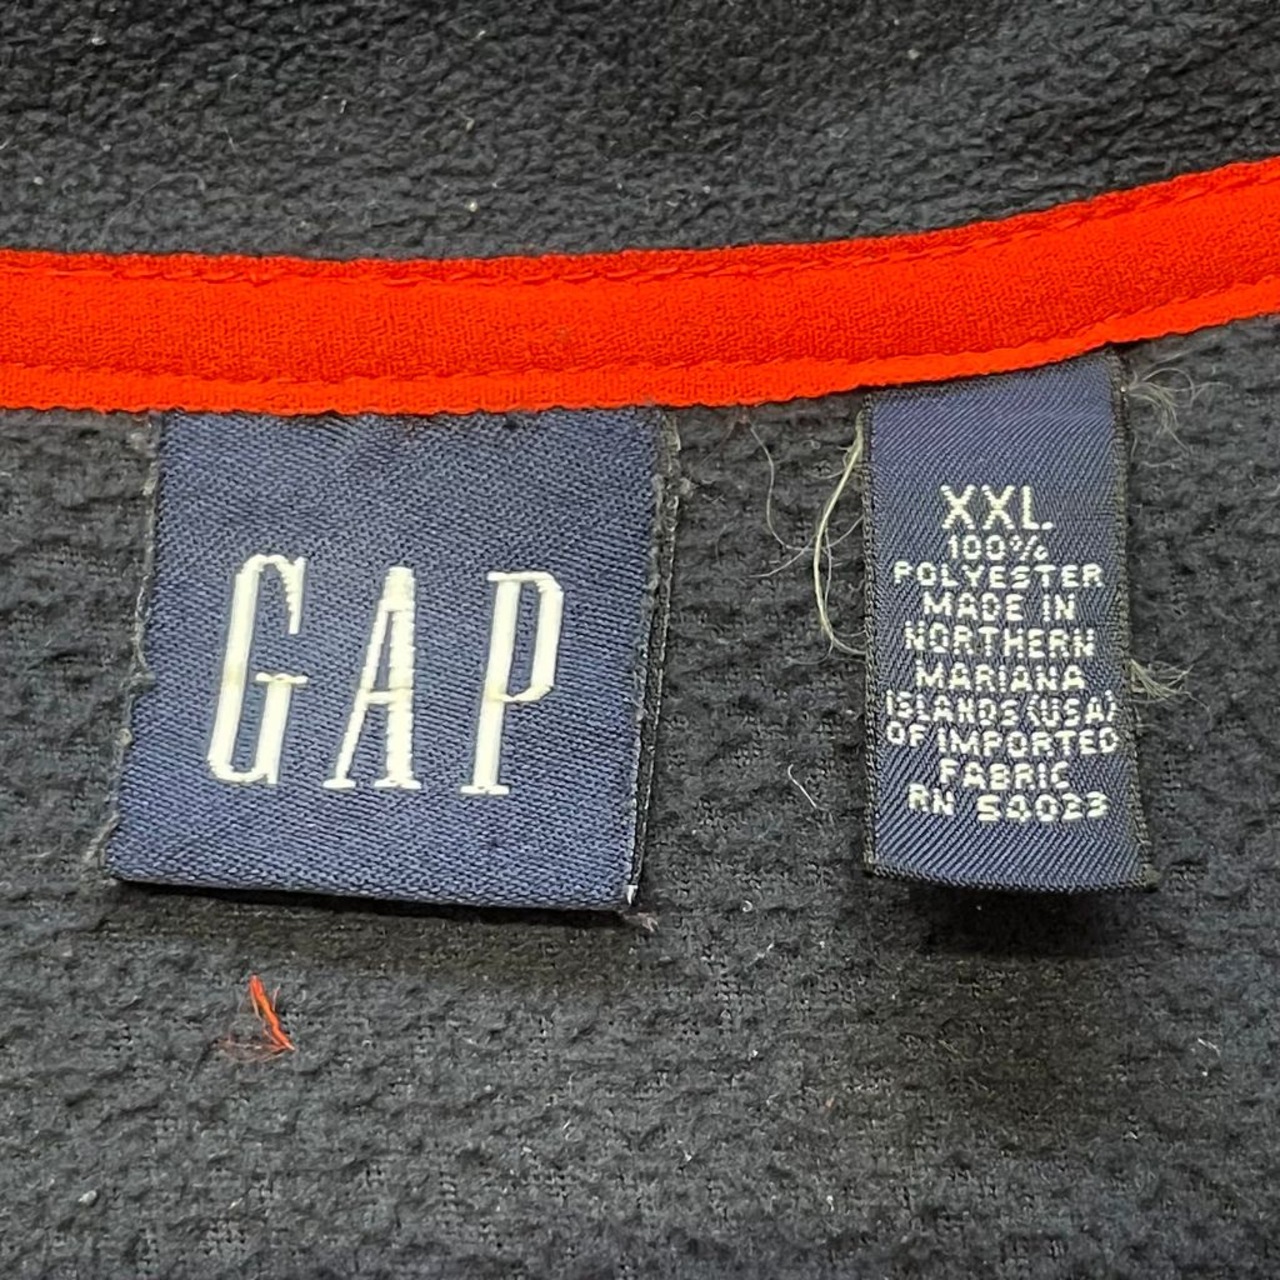 GAP
XXL
100%
POLYESTER
MADE IN
NORTHERN
MARIANA
ISLANDS (USA)
OF IMPORTED
FABRIC
RN 54023